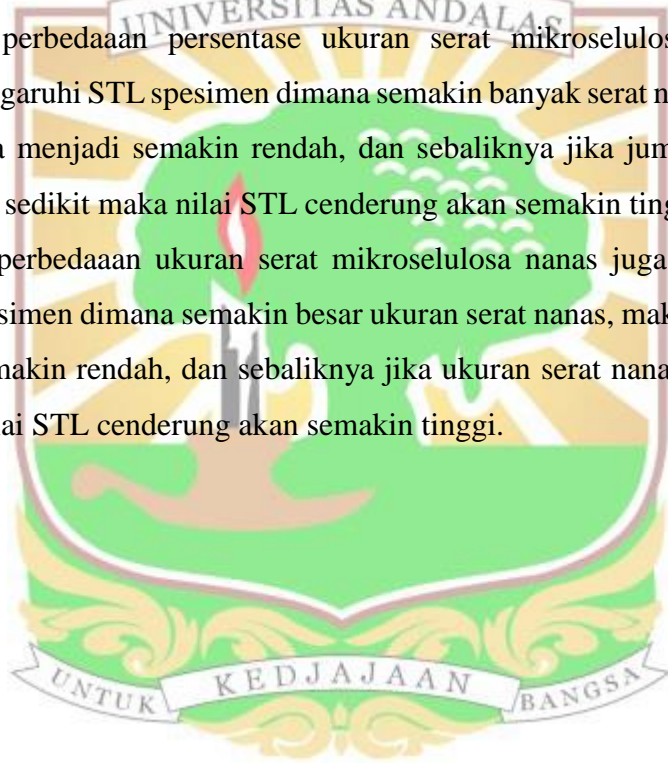 UNIVERSITAS ANDALAS
perbedaaan persentase ukuran serat mikroselulos
garuhi STL spesimen dimana semakin banyak serat n
menjadi semakin rendah, dan sebaliknya jika jum
sedikit maka nilai STL cenderung akan semakin ting
perbedaaan ukuran serat mikroselulosa nanas juga
simen dimana semakin besar ukuran serat nanas, mak
makin rendah, dan sebaliknya jika ukuran serat nana
ai STL cenderung akan semakin tinggi.
UNTUK KEDJAJAAN BANGSA